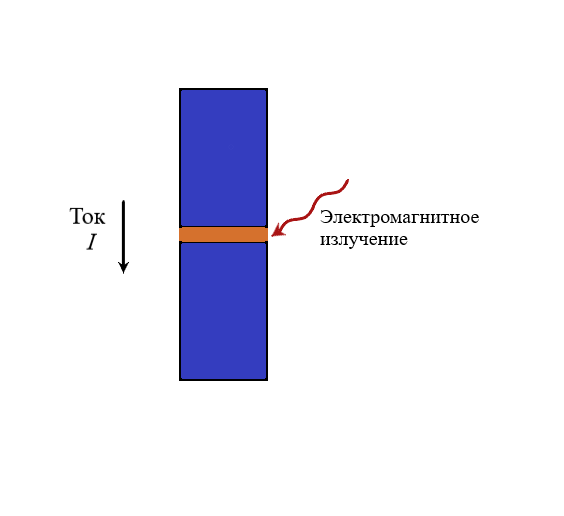 Ток
I
Электромагнитное
излучение